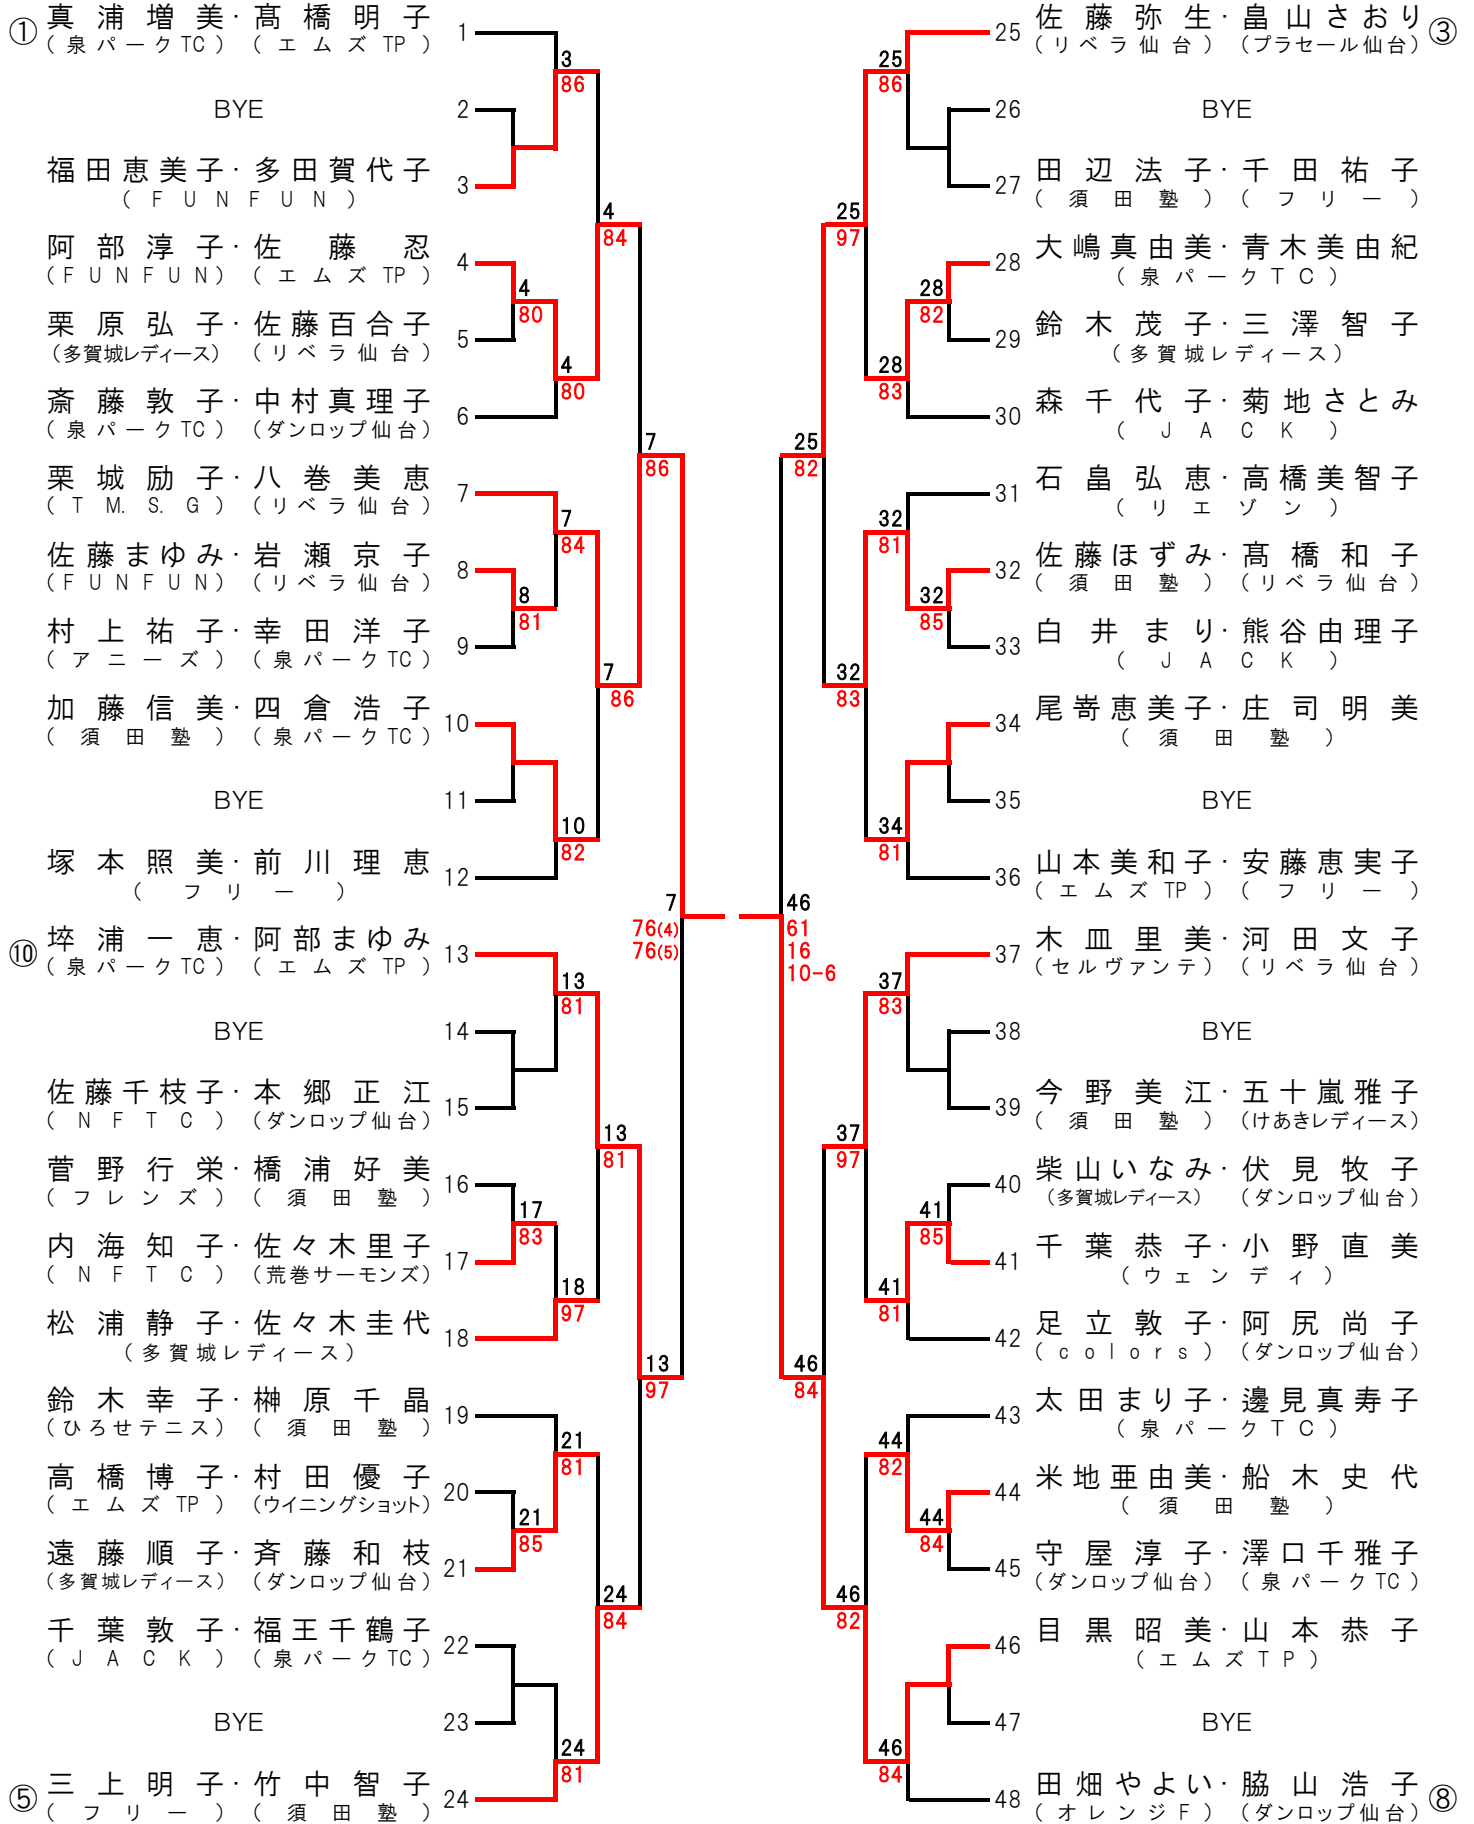 ① 真浦増美・髙橋明子 1
(泉パークTC) (エムズTP)
3
86
BYE 2
福田恵美子・多田賀代子 3
(FUNFUN)
4
84
阿部淳子・佐藤忍 4
(FUNFUN) (エムズTP)
4
80
栗原弘子・佐藤百合子 5
(多賀城レディース) (リベラ仙台)
4
80
斎藤敦子・中村真理子 6
(泉パークTC) (ダンロップ仙台)
7
86
栗城励子・八巻美恵 7
(TM.S.G) (リベラ仙台)
7
84
佐藤まゆみ・岩瀬京子 8
(FUNFUN) (リベラ仙台)
8
81
村上祐子・幸田洋子 9
(アニーズ) (泉パークTC)
7
86
加藤信美・四倉浩子 10
(須田塾) (泉パークTC)
BYE 11
10
82
塚本照美・前川理恵 12
(フリー)
7
76(4)
76(5)
⑩ 埣浦一恵・阿部まゆみ 13
(泉パークTC) (エムズTP)
13
81
BYE 14
佐藤千枝子・本郷正江 15
(NFTC) (ダンロップ仙台)
13
81
菅野行栄・橋浦好美 16
(フレンズ) (須田塾)
17
83
内海知子・佐々木里子 17
(NFTC) (荒巻サーモンズ)
18
97
松浦静子・佐々木圭代 18
(多賀城レディース)
13
97
鈴木幸子・榊原千晶 19
(ひろせテニス) (須田塾)
21
81
高橋博子・村田優子 20
(エムズTP) (ウイニングショット)
21
85
遠藤順子・斉藤和枝 21
(多賀城レディース) (ダンロップ仙台)
24
84
千葉敦子・福王千鶴子 22
(JACK) (泉パークTC)
BYE 23
24
81
⑤ 三上明子・竹中智子 24
(フリー) (須田塾)
25 佐藤弥生・畠山さおり ③
(リベラ仙台) (プラセール仙台)
25
86
26 BYE
27 田辺法子・千田祐子
(須田塾) (フリー)
25
97
28 大嶋真由美・青木美由紀
(泉パークTC)
28
82
29 鈴木茂子・三澤智子
(多賀城レディース)
28
83
30 森千代子・菊地さとみ
(JACK)
25
82
31 石畠弘恵・高橋美智子
(リエゾン)
32
81
32 佐藤ほずみ・髙橋和子
(須田塾) (リベラ仙台)
32
85
33 白井まり・熊谷由理子
(JACK)
32
83
34 尾嵜恵美子・庄司明美
(須田塾)
35 BYE
34
81
36 山本美和子・安藤恵実子
(エムズTP) (フリー)
46
61
16
10-6
37 木皿里美・河田文子
(セルヴァンテ) (リベラ仙台)
37
83
38 BYE
39 今野美江・五十嵐雅子
(須田塾) (けあきレディース)
37
97
40 柴山いなみ・伏見牧子
(多賀城レディース) (ダンロップ仙台)
41
85
41 千葉恭子・小野直美
(ウェンディ)
41
81
42 足立敦子・阿尻尚子
(colors) (ダンロップ仙台)
46
84
43 太田まり子・邊見真寿子
(泉パークTC)
44
82
44 米地亜由美・船木史代
(須田塾)
44
84
45 守屋淳子・澤口千雅子
(ダンロップ仙台) (泉パークTC)
46
82
46 目黒昭美・山本恭子
(エムズTP)
47 BYE
46
84
48 田畑やよい・脇山浩子 ⑧
(オレンジF) (ダンロップ仙台)